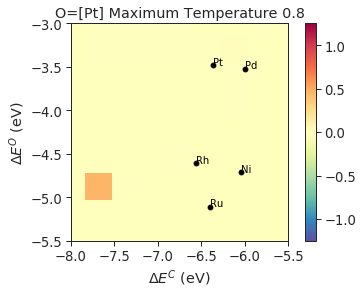 O=[Pt] Maximum Temperature 0.8
−3.0
−3.5
−4.0
−4.5
−5.0
−5.5
ΔE^O (eV)
Pt
Pd
Rh
Ni
Ru
−8.0 −7.5 −7.0 −6.5 −6.0 −5.5
ΔE^C (eV)
1.0
0.5
0.0
−0.5
−1.0